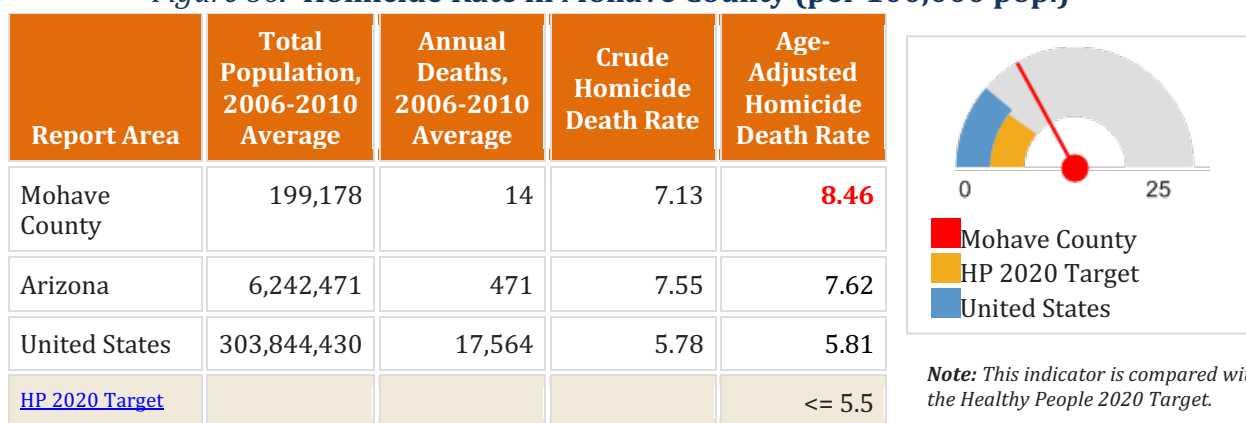 Total
Population,
2006-2010
Average
Annual
Deaths,
2006-2010
Average
Crude
Homicide
Death Rate
Age-
Adjusted
Homicide
Death Rate
Report Area
Mohave
County
199,178
14
7.13
8.46
Arizona
6,242,471
471
7.55
7.62
United States
303,844,430
17,564
5.78
5.81
HP 2020 Target
<= 5.5
0
25
Mohave County
HP 2020 Target
United States
Note: This indicator is compared
the Healthy People 2020 Target.